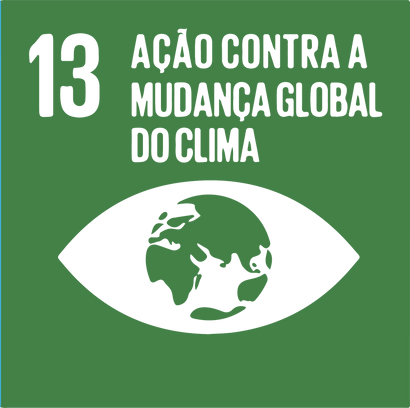 13 AÇÃO CONTRA A
MUDANÇA GLOBAL
DO CLIMA